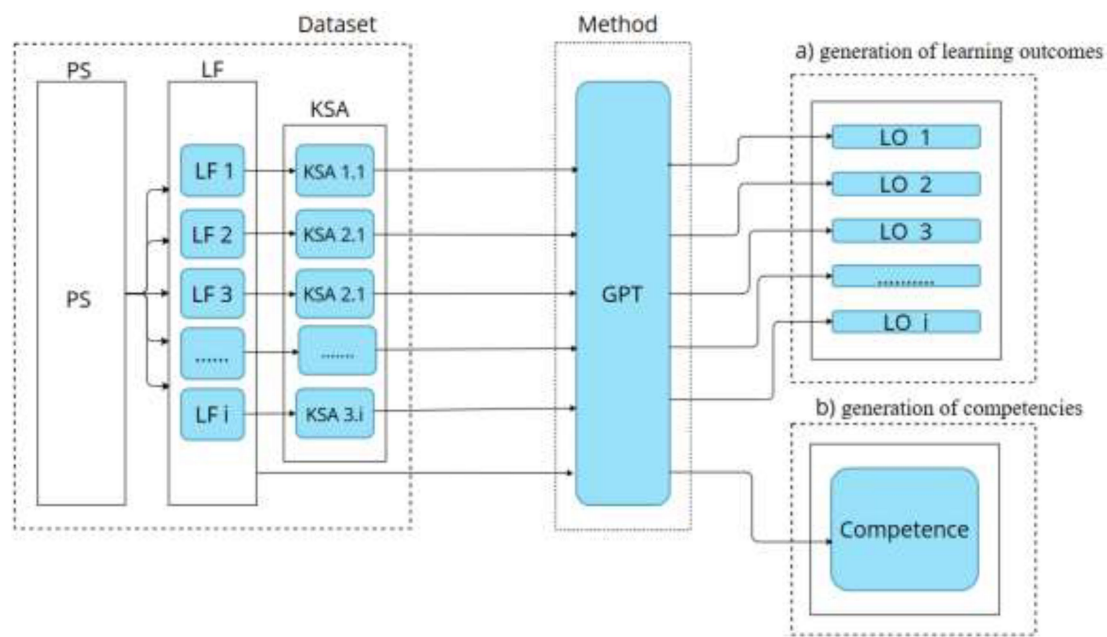 Dataset
Method
a) generation of learning outcomes
PS
LF
KSA
PS
LF 1
LF 2
LF 3
......
LF i
KSA 1.1
KSA 2.1
KSA 2.1
.......
KSA 3.i
GPT
LO 1
LO 2
LO 3
..........
LO i
b) generation of competencies
Competence